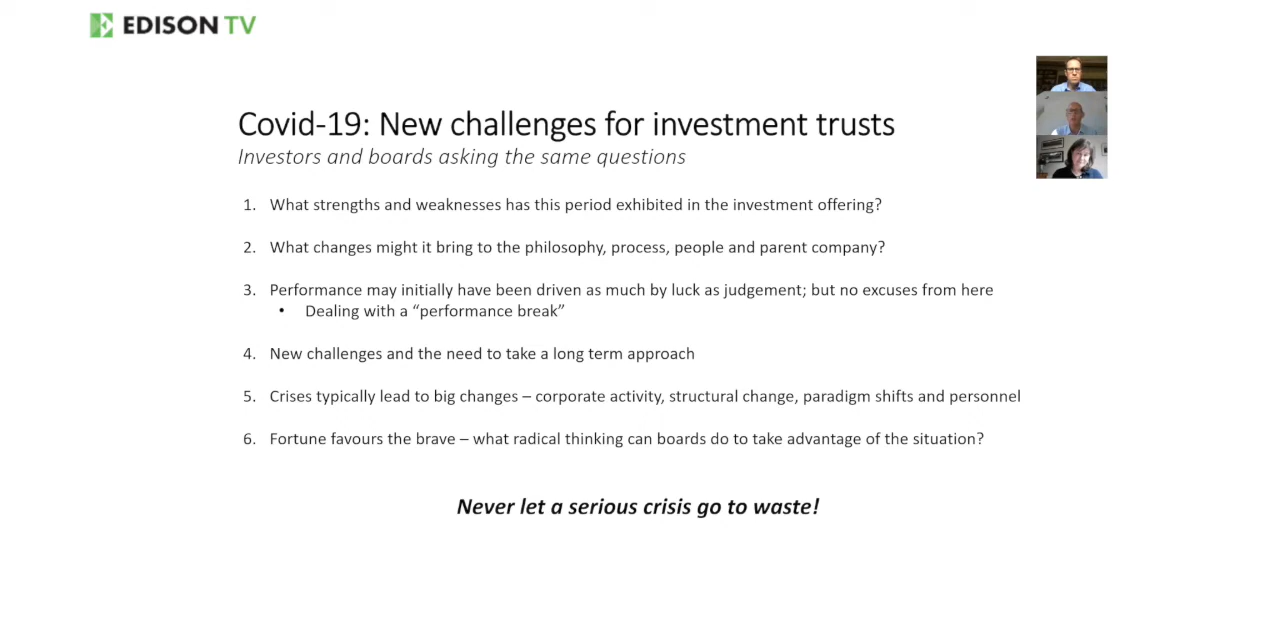 EDISON TV
Covid-19: New challenges for investment trusts
Investors and boards asking the same questions
1. What strengths and weaknesses has this period exhibited in the investment offering?
2. What changes might it bring to the philosophy, process, people and parent company?
3. Performance may initially have been driven as much by luck as judgement; but no excuses from here
• Dealing with a “performance break”
4. New challenges and the need to take a long term approach
5. Crises typically lead to big changes – corporate activity, structural change, paradigm shifts and personnel
6. Fortune favours the brave – what radical thinking can boards do to take advantage of the situation?
Never let a serious crisis go to waste!